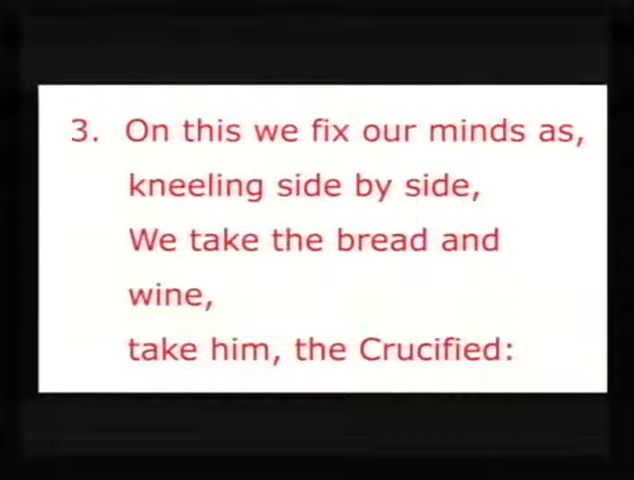 3. On this we fix our minds as,
kneeling side by side,
We take the bread and
wine,
take him, the Crucified: